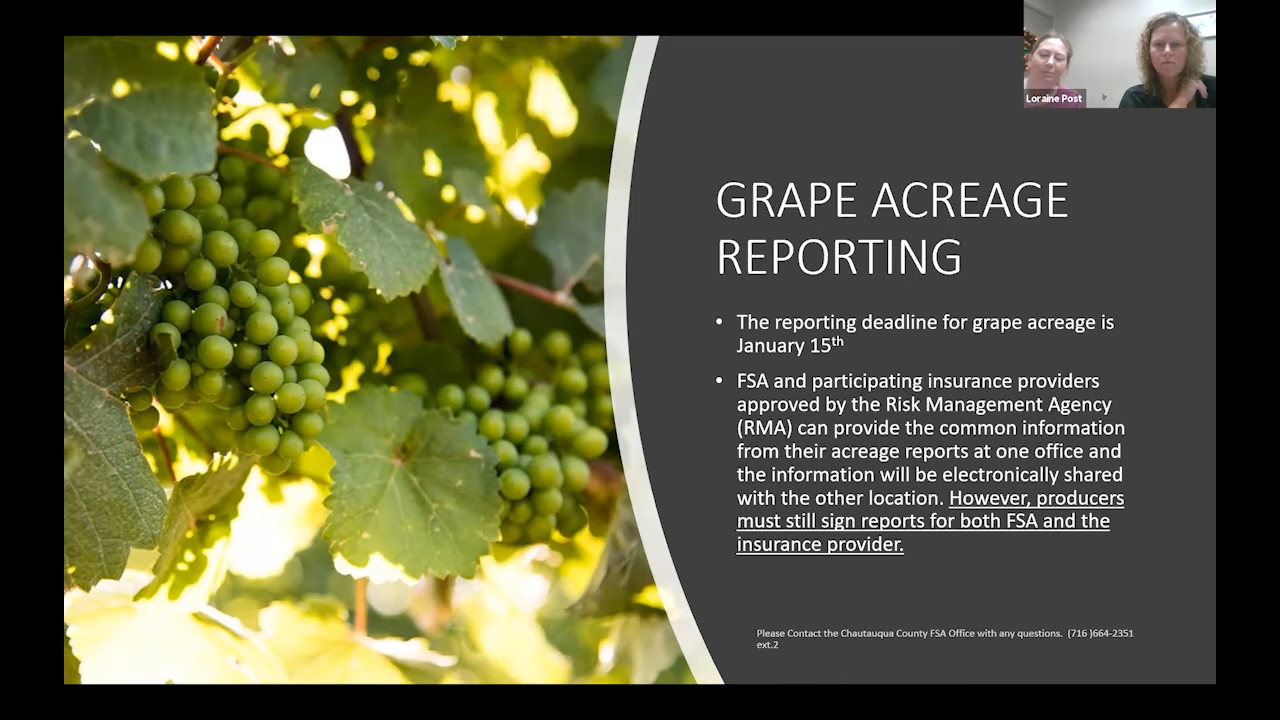 Loraine Post
GRAPE ACREAGE
REPORTING
• The reporting deadline for grape acreage is
January 15th
• FSA and participating insurance providers
approved by the Risk Management Agency
(RMA) can provide the common information
from their acreage reports at one office and
the information will be electronically shared
with the other location. However, producers
must still sign reports for both FSA and the
insurance provider.
Please Contact the Chautauqua County FSA Office with any questions. (716 )664-2351
ext.2